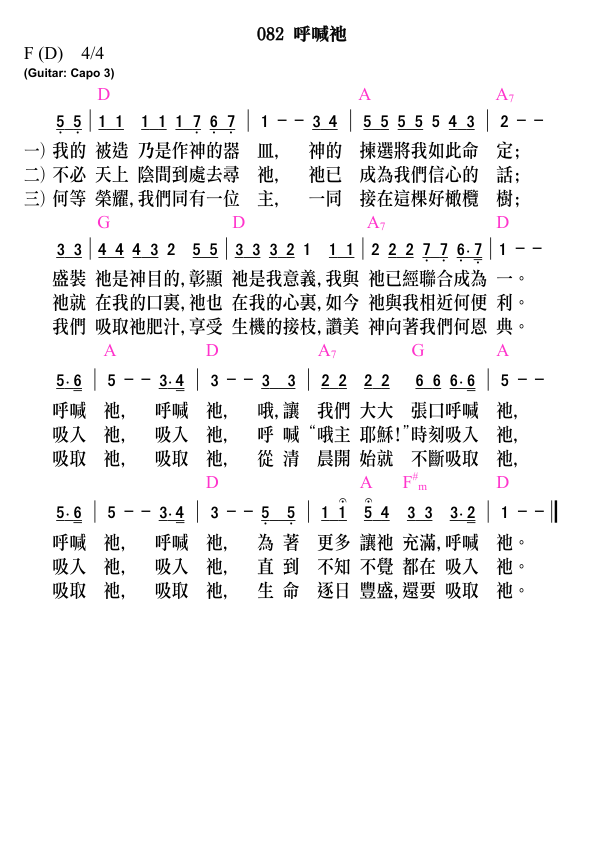 082 呼喊祂
F (D) 4/4
(Guitar: Capo 3)
D A A7
5 5 | 1 1 1 1 1 7 6 7 | 1 - - 3 4 | 5 5 5 5 5 4 3 | 2 - -
一) 我的 被造 乃是作神的器 皿, 神的 揀選將我如此命 定;
二) 不必 天上 陰間到處去尋 祂, 祂已 成為我們信心的 話;
三) 何等 榮耀, 我們同有一位 主, 一同 接在這棵好橄欖 樹;
G D A7 D
3 3 | 4 4 4 3 2 5 5 | 3 3 3 2 1 1 1 | 2 2 2 7 7 6·7 | 1 - -
盛裝 祂是神目的, 彰顯 祂是我意義, 我與 祂已經聯合成為 一。
祂就 在我的口裏, 祂也 在我的心裏, 如今 祂與我相近何便 利。
我們 吸取祂肥汁, 享受 生機的接枝, 讚美 神向著我們何恩 典。
A D A7 G A
5·6 | 5 - - 3·4 | 3 - - 3 3 | 2 2 2 2 6 6 6·6 | 5 - -
呼喊 祂, 呼喊 祂, 哦, 讓 我們 大大 張口呼喊 祂,
吸入 祂, 吸入 祂, 呼 喊 “哦主 耶穌!” 時刻吸入 祂,
吸取 祂, 吸取 祂, 從 清 晨開 始就 不斷吸取 祂,
D A F#m D
5·6 | 5 - - 3·4 | 3 - - 5 5 | 1 1 5 4 3 3 3·2 | 1 - - ‖
呼喊 祂, 呼喊 祂, 為 著 更多 讓祂 充滿, 呼喊 祂。
吸入 祂, 吸入 祂, 直 到 不知 不覺 都在 吸入 祂。
吸取 祂, 吸取 祂, 生 命 逐日 豐盛, 還要 吸取 祂。